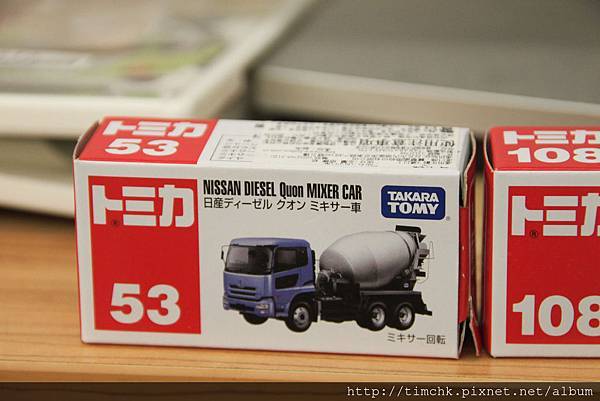 トミカ
53
トミカ
53
NISSAN DIESEL Quon MIXER CAR
日産ディーゼル クオン ミキサー車
TAKARA
TOMY
ミキサー回転
トミカ
108
トミカ
108
http://timchk.pixnet.net/album